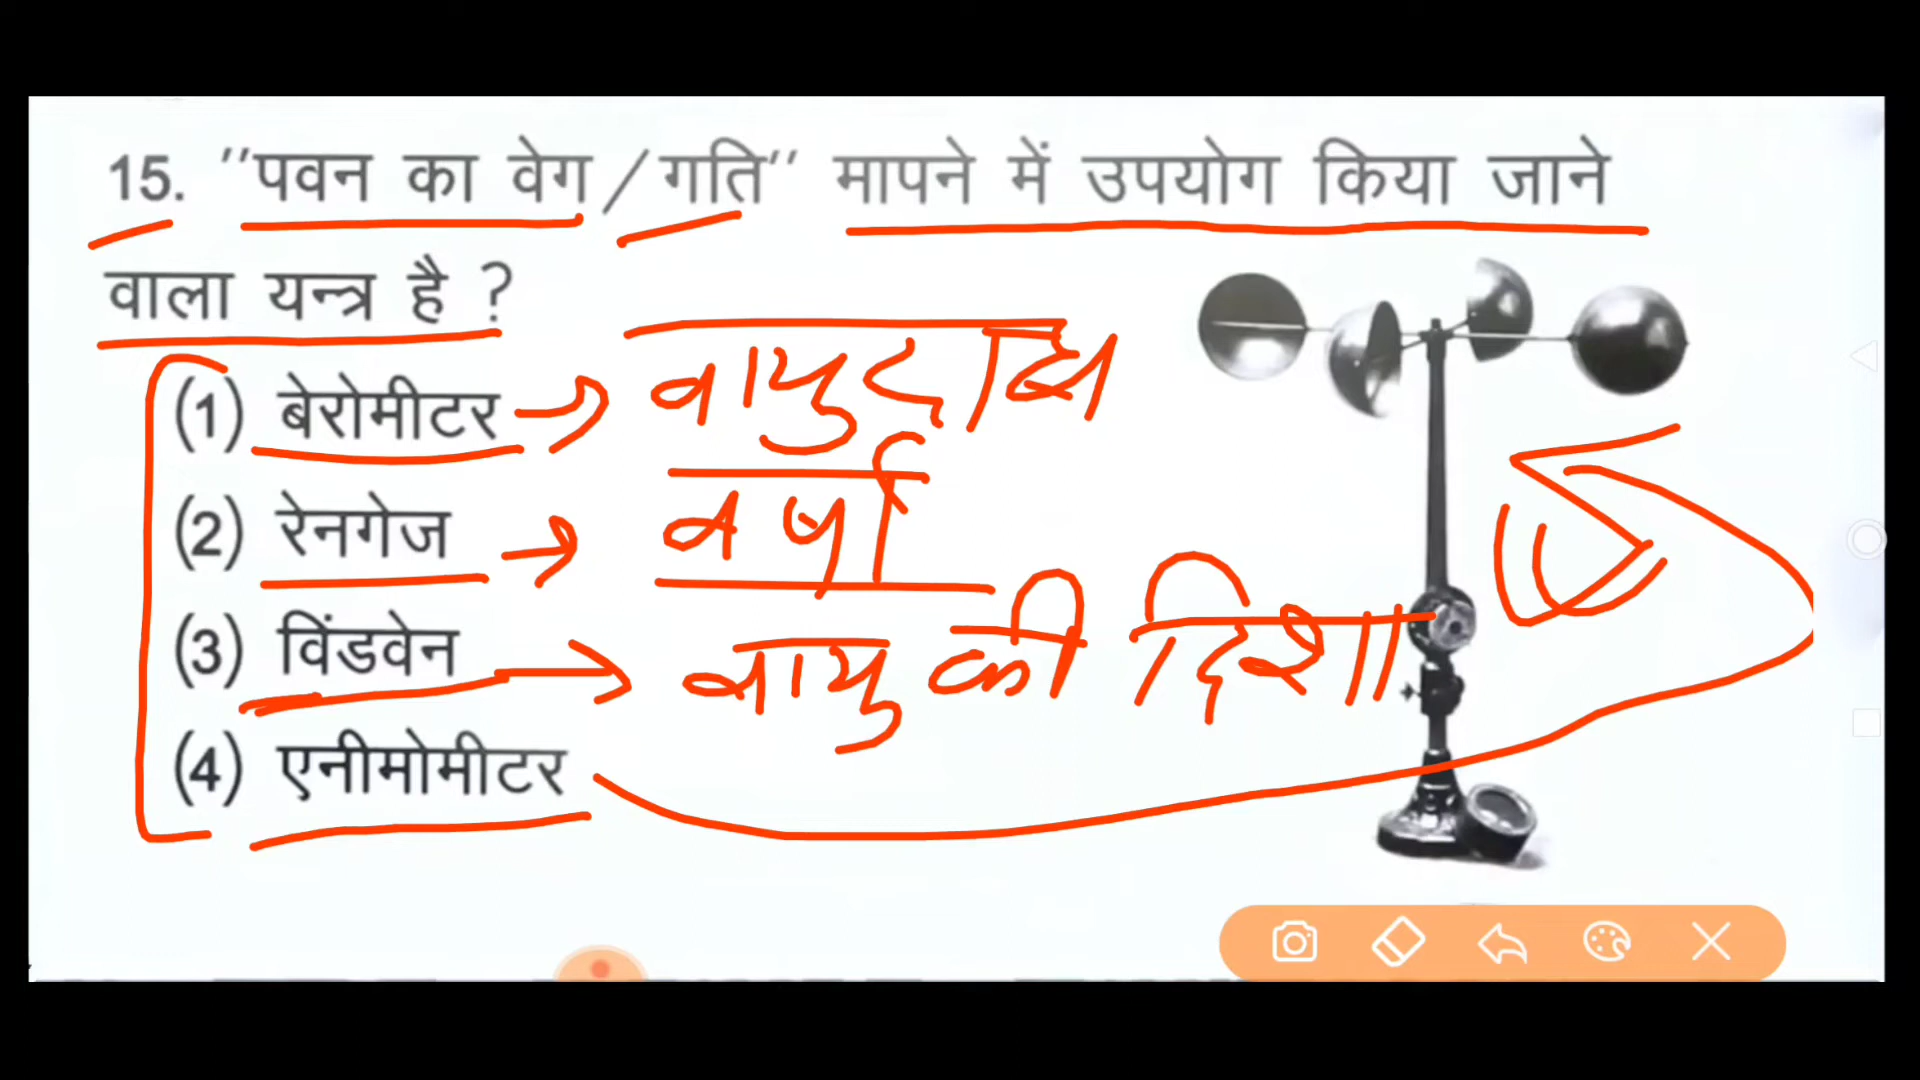 15. "पवन का वेग/गति" मापने में उपयोग किया जाने
वाला यन्त्र है ?
(1) बेरोमीटर → वायुदाब
(2) रेनगेज → वर्षा
(3) विंडवेन → वायु की दिशा
(4) एनीमोमीटर